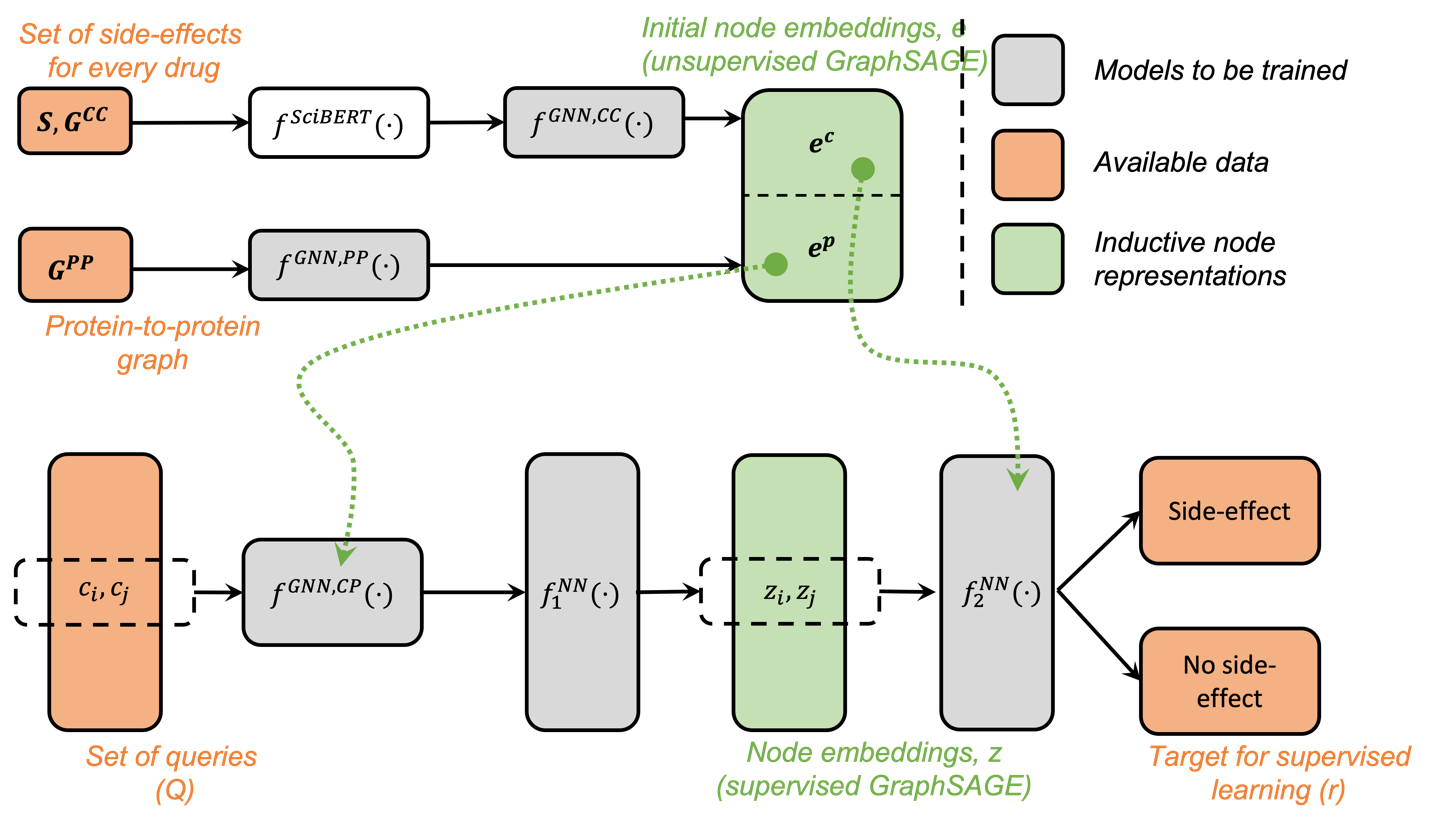 Set of side-effects
for every drug
S, G^CC
f^SciBERT(·)
f^GNN,CC(·)
Initial node embeddings, e
(unsupervised GraphSAGE)
e^c
e^p
G^PP
f^GNN,PP(·)
Protein-to-protein
graph
Models to be trained
Available data
Inductive node
representations
c_i, c_j
f^GNN,CP(·)
f_1^NN(·)
z_i, z_j
f_2^NN(·)
Side-effect
No side-
effect
Set of queries
(Q)
Node embeddings, z
(supervised GraphSAGE)
Target for supervised
learning (r)